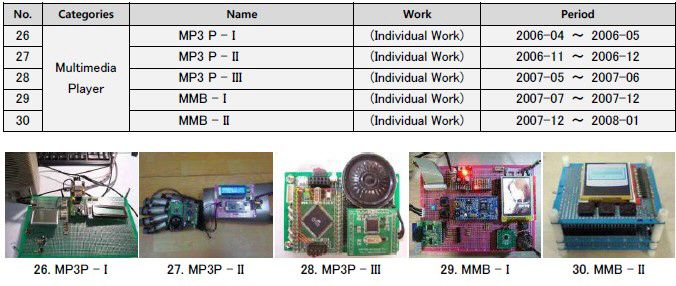 No. Categories Name Work Period
26 MP3 P - Ⅰ (Individual Work) 2006-04 ～ 2006-05
27 MP3 P - Ⅱ (Individual Work) 2006-11 ～ 2006-12
Multimedia Player
28 MP3 P - Ⅲ (Individual Work) 2007-05 ～ 2007-06
29 MMB - Ⅰ (Individual Work) 2007-07 ～ 2007-12
30 MMB - Ⅱ (Individual Work) 2007-12 ～ 2008-01
26. MP3P - Ⅰ 27. MP3P - Ⅱ 28. MP3P - Ⅲ 29. MMB - Ⅰ 30. MMB - Ⅱ